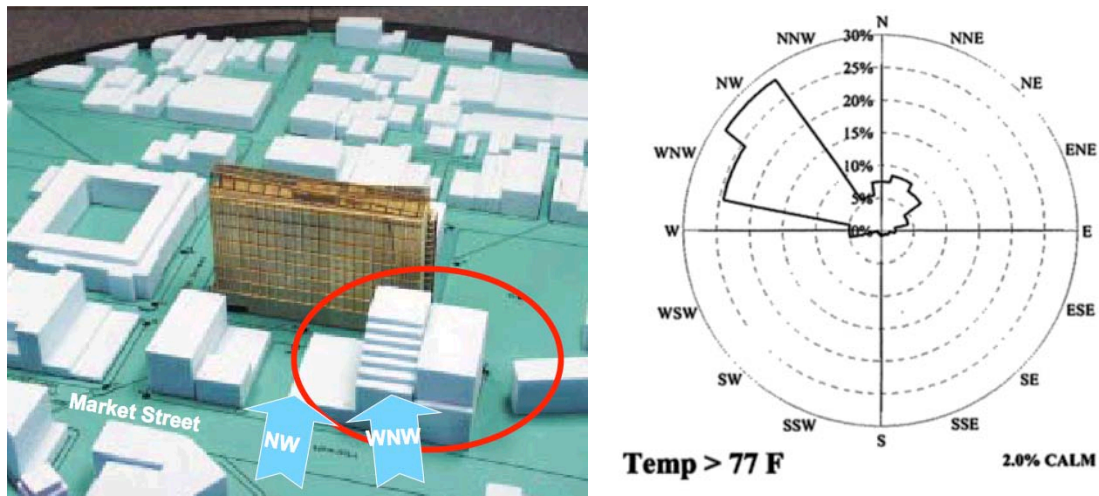 Market Street
NW
WNW
N
NNE
NE
ENE
E
ESE
SE
SSE
S
SSW
SW
WSW
W
WNW
NW
NNW
30%
25%
20%
15%
10%
5%
0%
Temp > 77 F
2.0% CALM